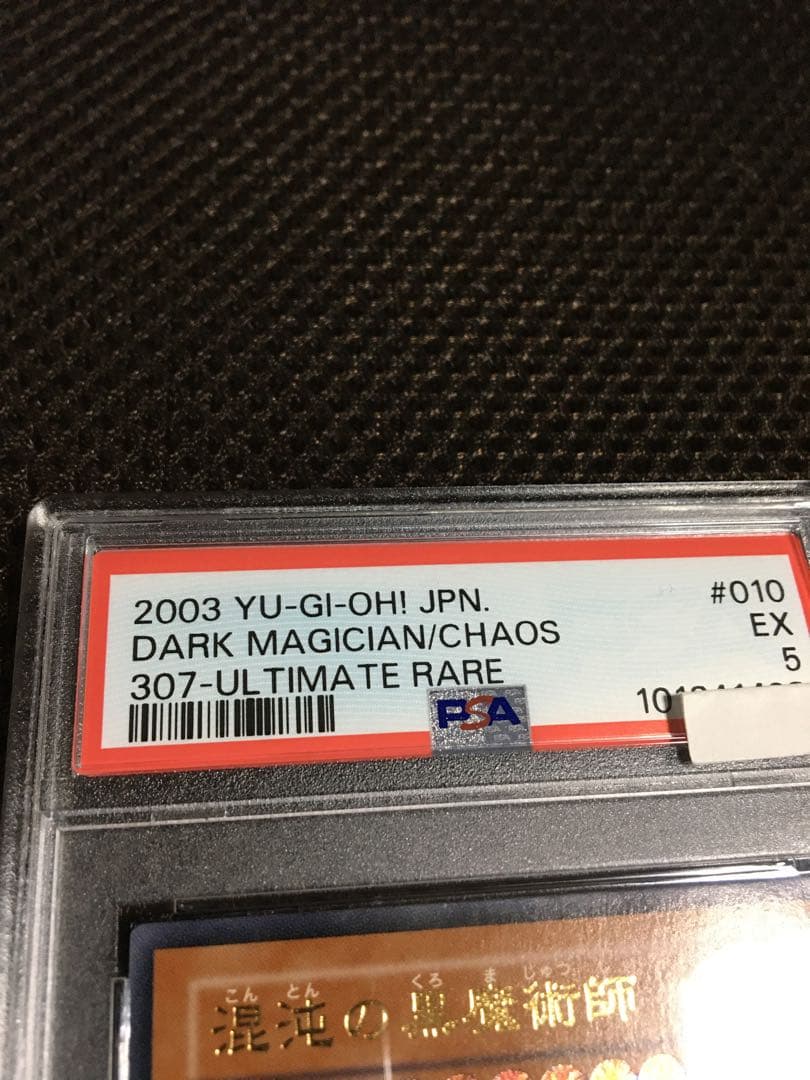 2003 YU-GI-OH! JPN. #010
DARK MAGICIAN/CHAOS EX
307-ULTIMATE RARE 5
PSA
こん とん くろ ま じゅつ
混沌の黒魔術師